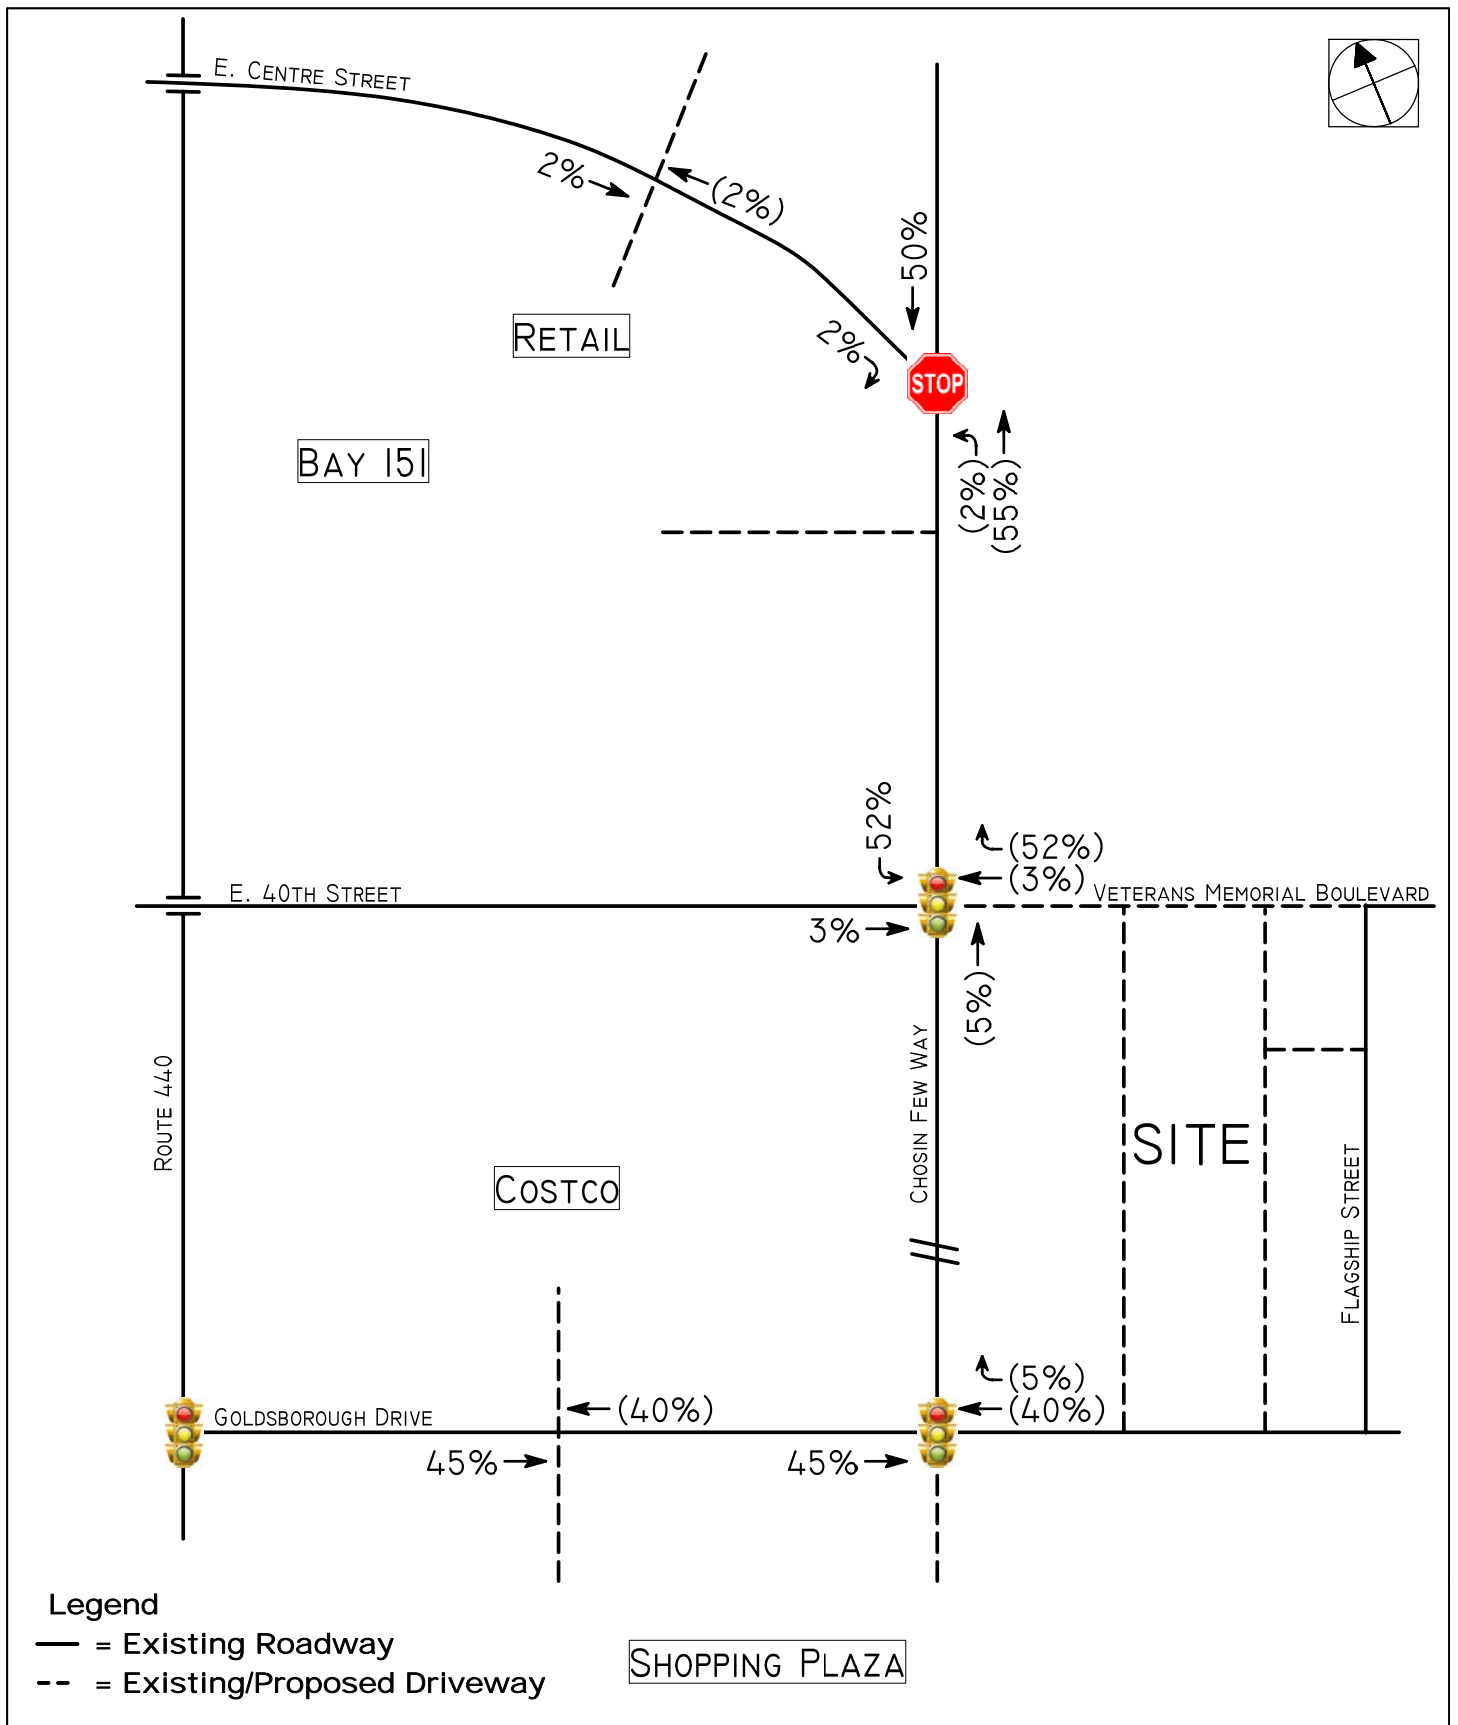 E. CENTRE STREET
2%
(2%)
50%
RETAIL
2%
STOP
BAY 151
(2%)
(55%)
52%
(52%)
(3%)
E. 40TH STREET
VETERANS MEMORIAL BOULEVARD
3%
(5%)
ROUTE 440
CHOSIN FEW WAY
SITE
COSTCO
FLAGSHIP STREET
(5%)
(40%)
(40%)
GOLDSBOROUGH DRIVE
45%
45%
Legend
= Existing Roadway
= Existing/Proposed Driveway
SHOPPING PLAZA